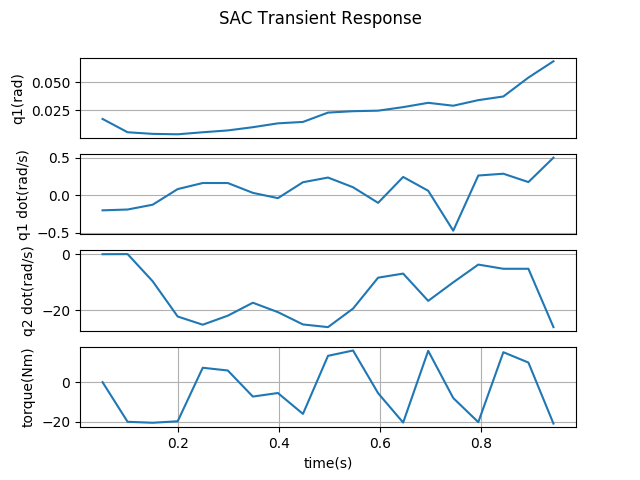 SAC Transient Response
q1(rad)
0.050
0.025
q1 dot(rad/s)
0.5
0.0
−0.5
q2 dot(rad/s)
0
−20
torque(Nm)
0
−20
0.2 0.4 0.6 0.8
time(s)